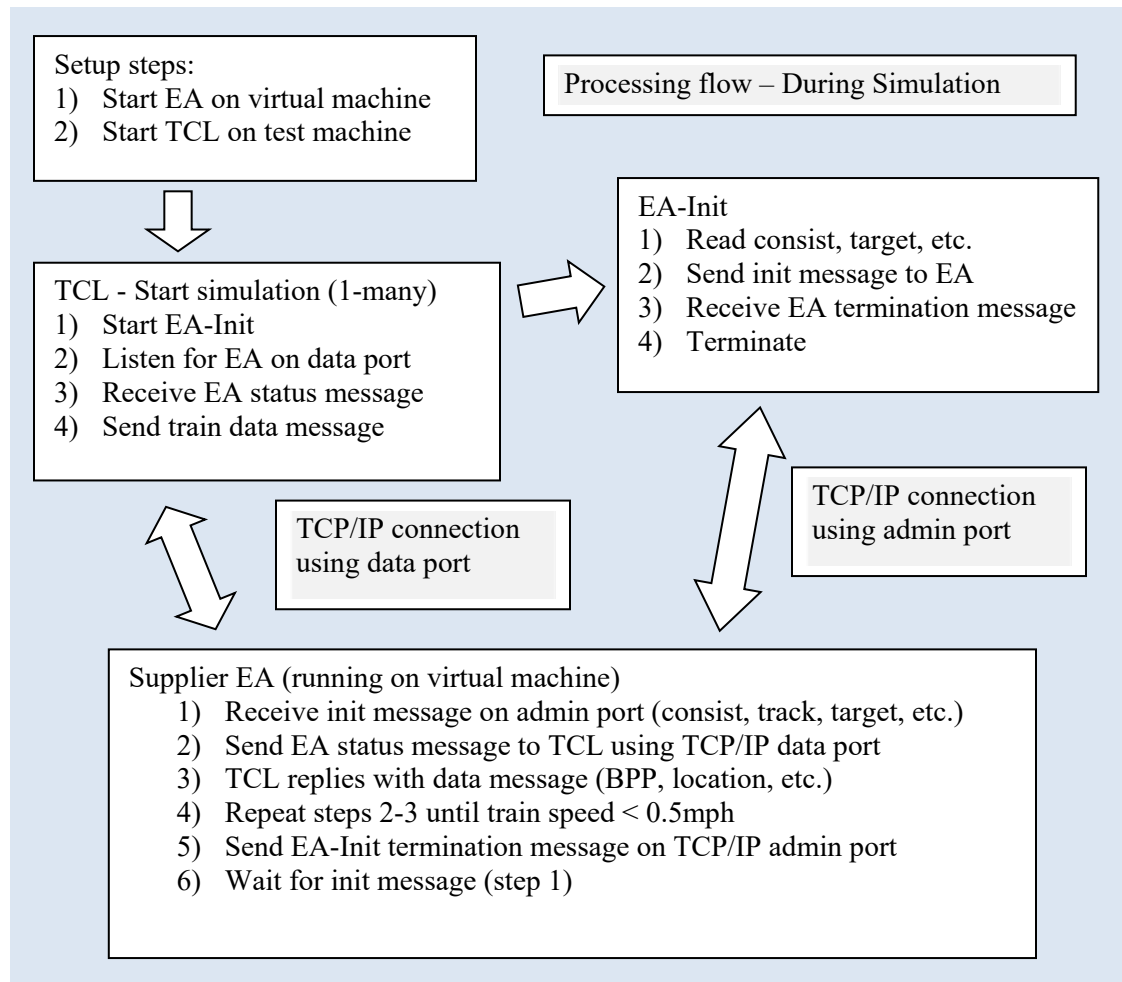 Setup steps:
1) Start EA on virtual machine
2) Start TCL on test machine
Processing flow – During Simulation
TCL - Start simulation (1-many)
1) Start EA-Init
2) Listen for EA on data port
3) Receive EA status message
4) Send train data message
EA-Init
1) Read consist, target, etc.
2) Send init message to EA
3) Receive EA termination message
4) Terminate
TCP/IP connection
using data port
TCP/IP connection
using admin port
Supplier EA (running on virtual machine)
1) Receive init message on admin port (consist, track, target, etc.)
2) Send EA status message to TCL using TCP/IP data port
3) TCL replies with data message (BPP, location, etc.)
4) Repeat steps 2-3 until train speed < 0.5mph
5) Send EA-Init termination message on TCP/IP admin port
6) Wait for init message (step 1)